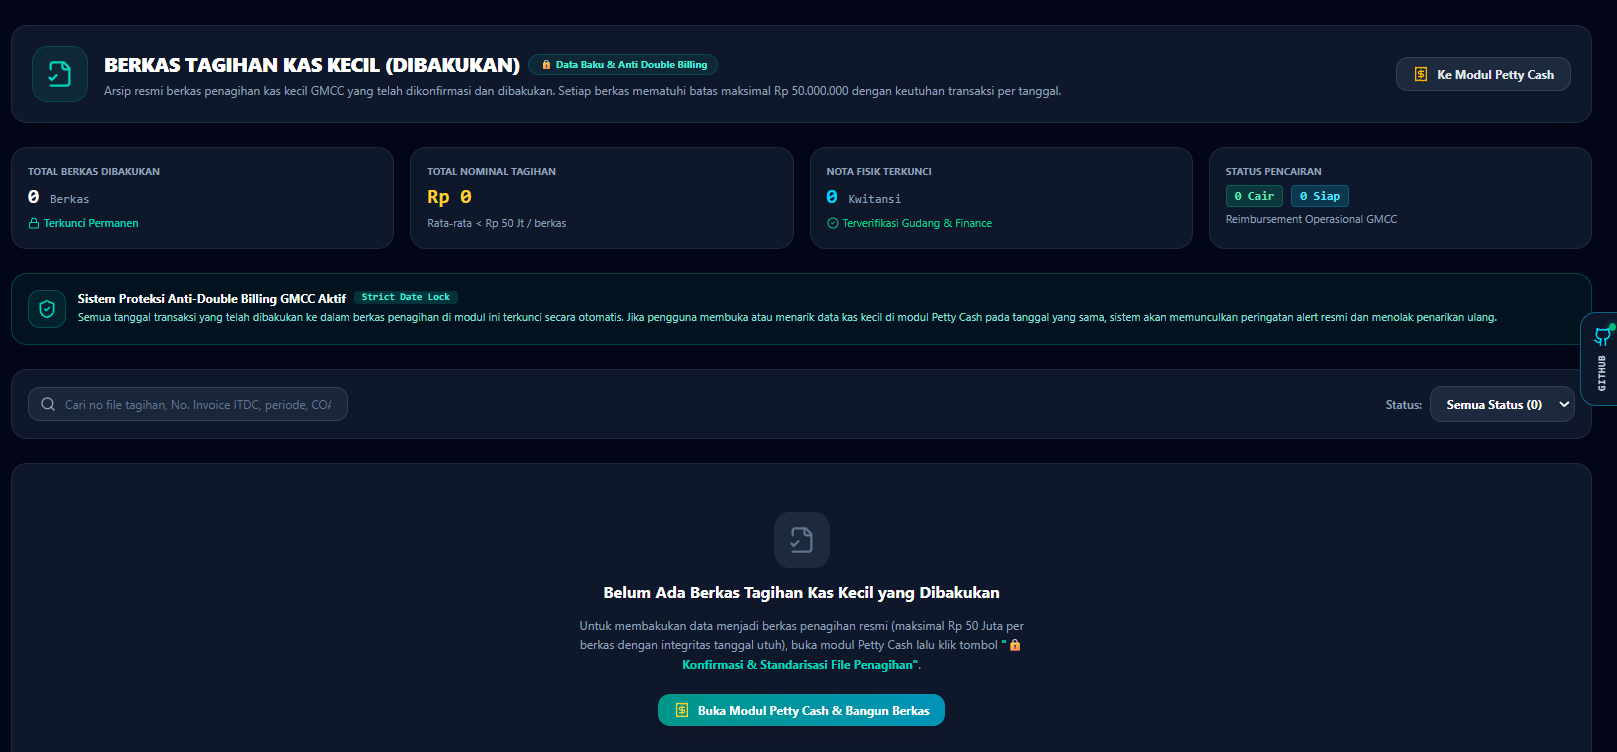 BERKAS TAGIHAN KAS KECIL (DIBAKUKAN)
Data Baku & Anti Double Billing
Arsip resmi berkas penagihan kas kecil GMCC yang telah dikonfirmasi dan dibakukan. Setiap berkas mematuhi batas maksimal Rp 50.000.000 dengan keutuhan transaksi per tanggal.
Ke Modul Petty Cash
TOTAL BERKAS DIBAKUKAN
0 Berkas
Terkunci Permanen
TOTAL NOMINAL TAGIHAN
Rp 0
Rata-rata < Rp 50 Jt / berkas
NOTA FISIK TERKUNCI
0 Kwitansi
Terverifikasi Gudang & Finance
STATUS PENCAIRAN
0 Cair
0 Siap
Reimbursement Operasional GMCC
Sistem Proteksi Anti-Double Billing GMCC Aktif
Strict Date Lock
Semua tanggal transaksi yang telah dibakukan ke dalam berkas penagihan di modul ini terkunci secara otomatis. Jika pengguna membuka atau menarik data kas kecil di modul Petty Cash pada tanggal yang sama, sistem akan memunculkan peringatan alert resmi dan menolak penarikan ulang.
GITHUB
Cari no file tagihan, No. Invoice ITDC, periode, COA
Status:
Semua Status (0)
Belum Ada Berkas Tagihan Kas Kecil yang Dibakukan
Untuk membakukan data menjadi berkas penagihan resmi (maksimal Rp 50 Juta per
berkas dengan integritas tanggal utuh), buka modul Petty Cash lalu klik tombol "🔒
Konfirmasi & Standarisasi File Penagihan".
Buka Modul Petty Cash & Bangun Berkas